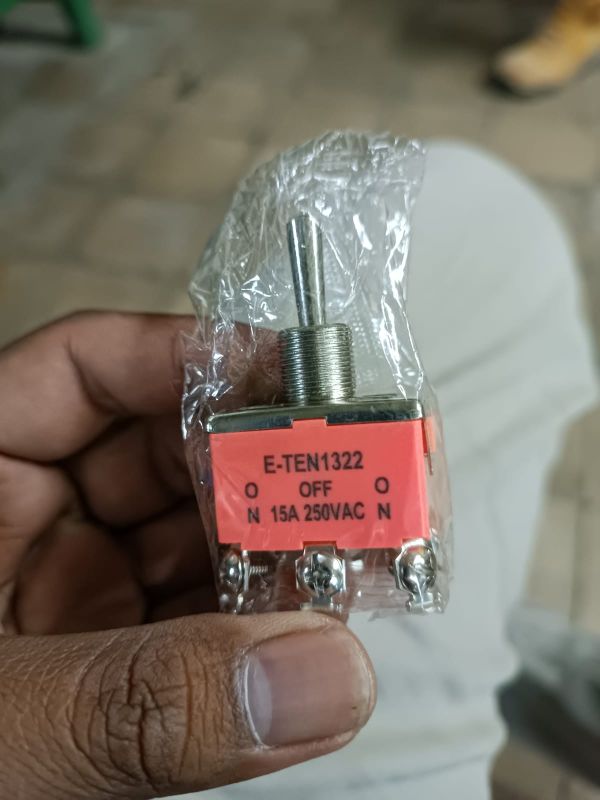 E-TEN1322
O OFF O
N 15A 250VAC N